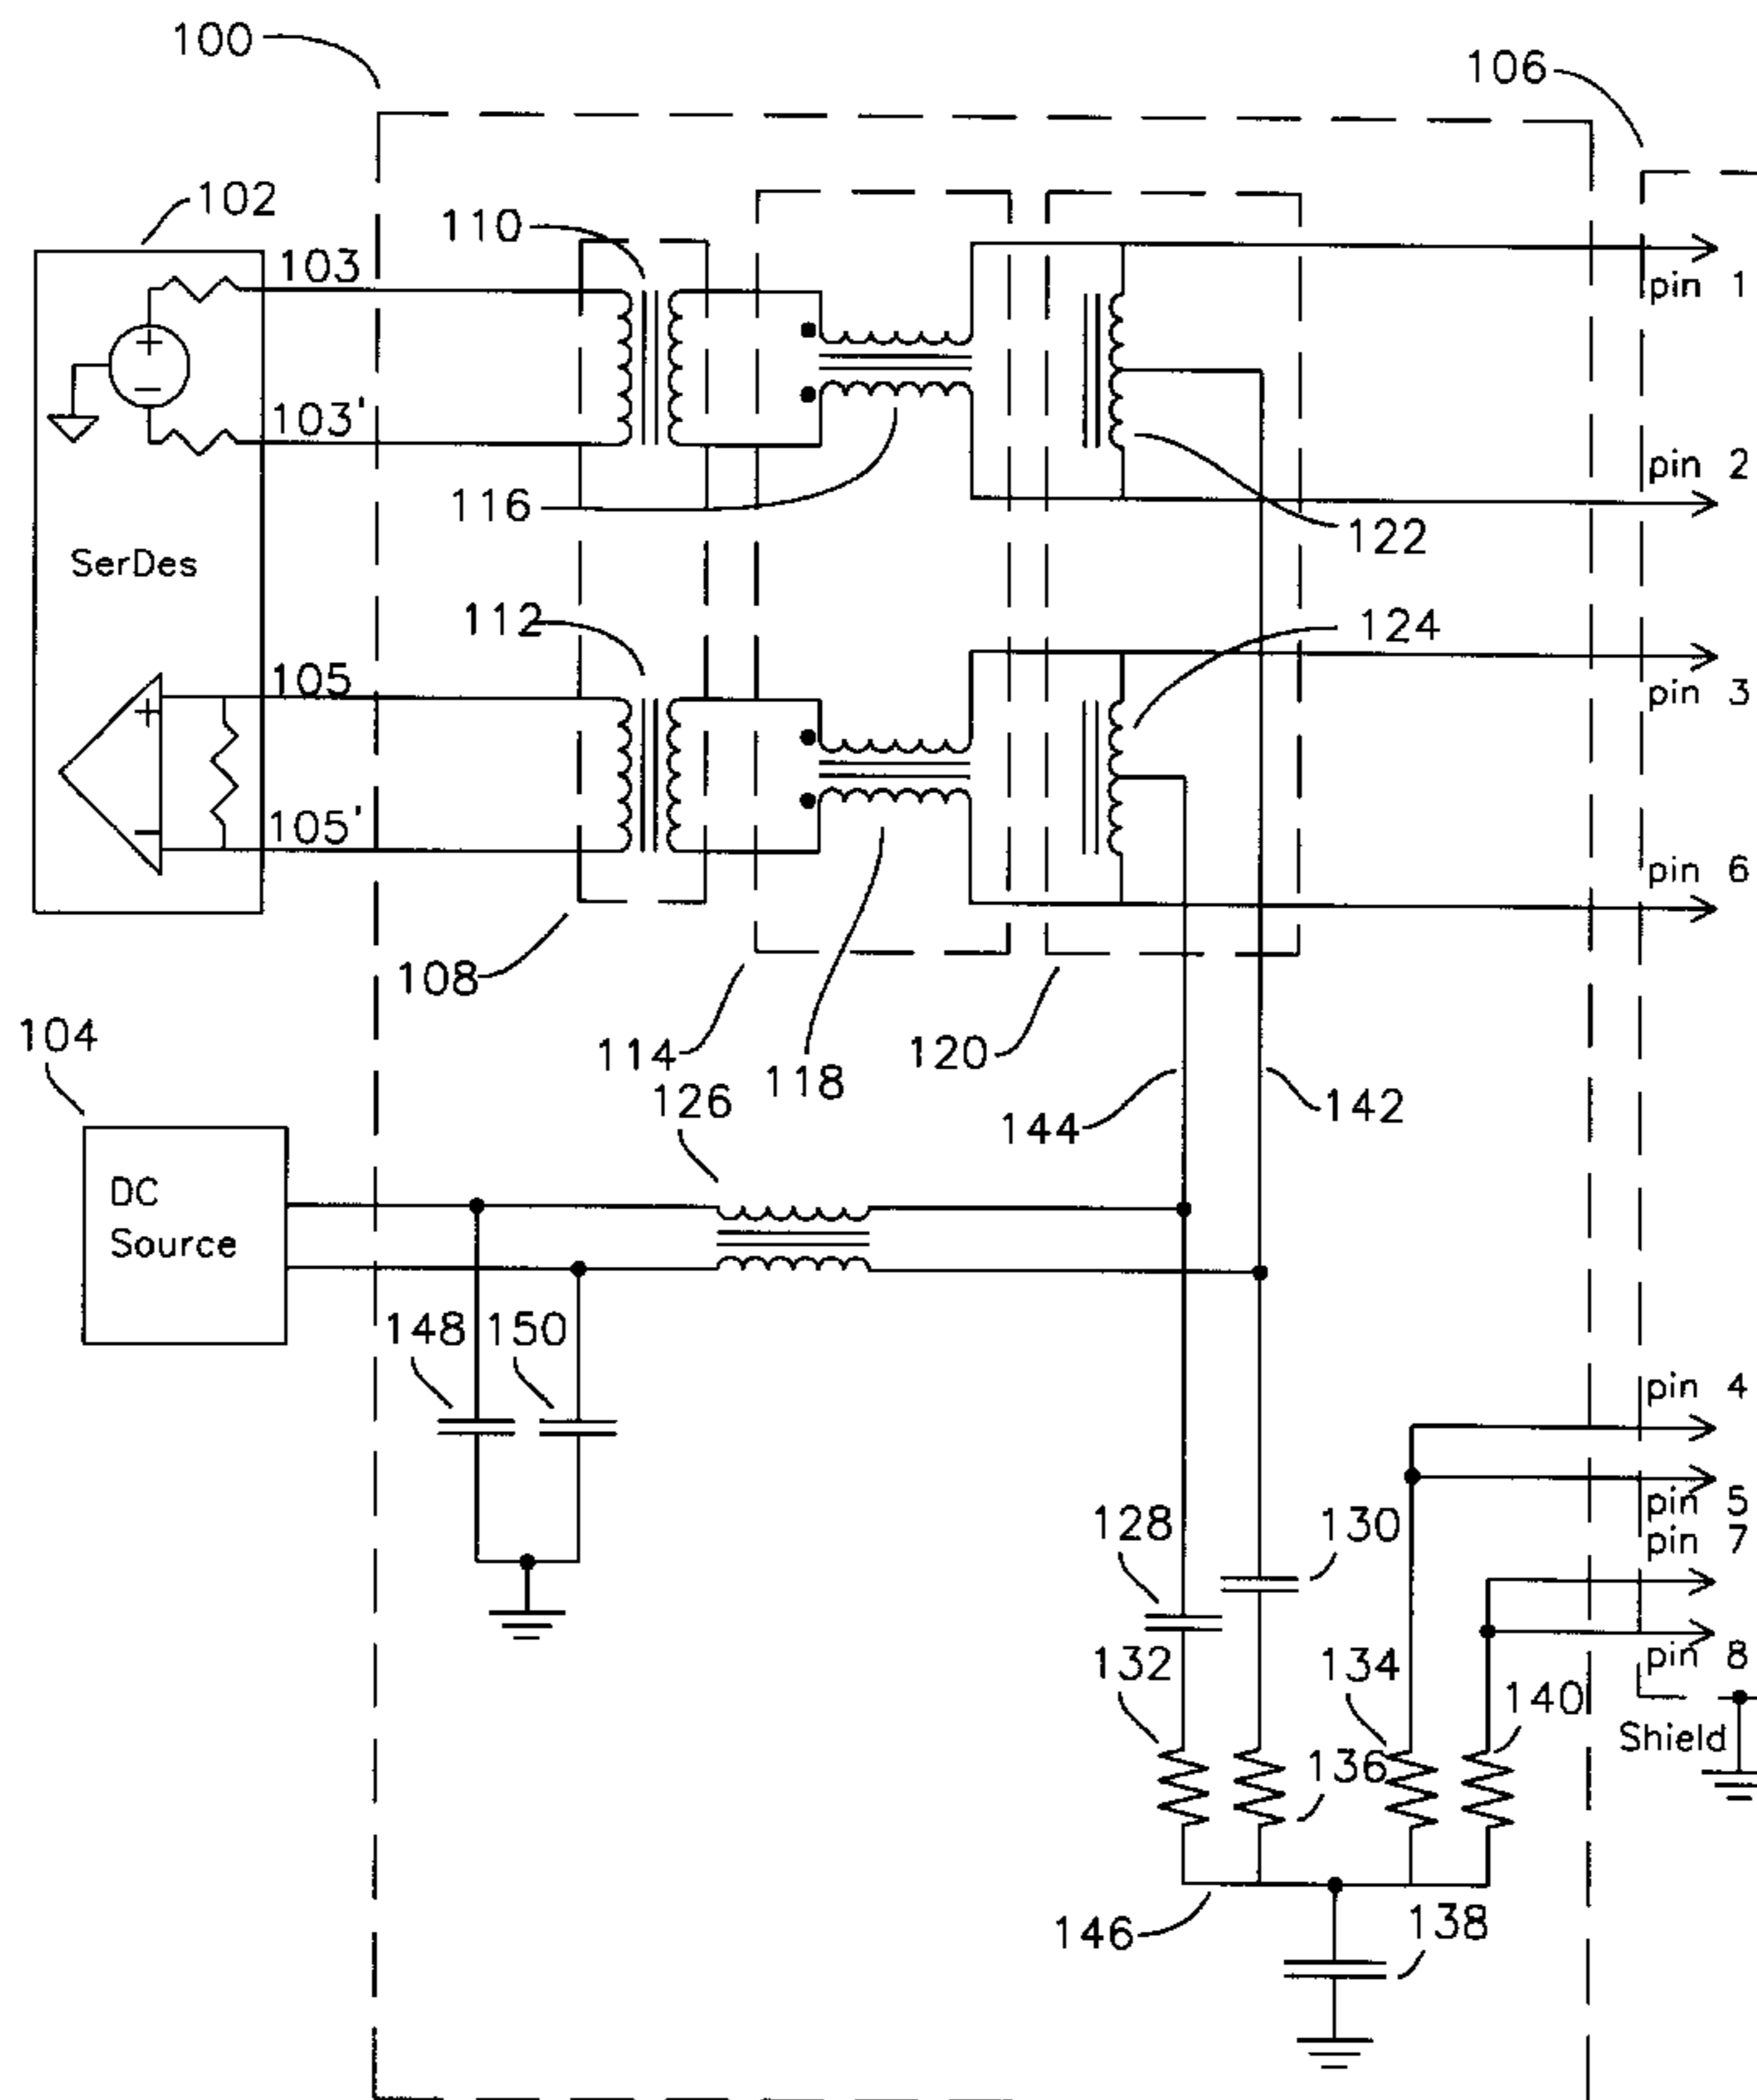 100
106
102
110
103
pin 1
103'
pin 2
116
122
SerDes
112
124
105
pin 3
105'
pin 6
108
104
114
120
118
126
144
142
DC
Source
148
150
pin 4
128
130
pin 5
pin 7
132
134
pin 8
140
Shield
136
146
138